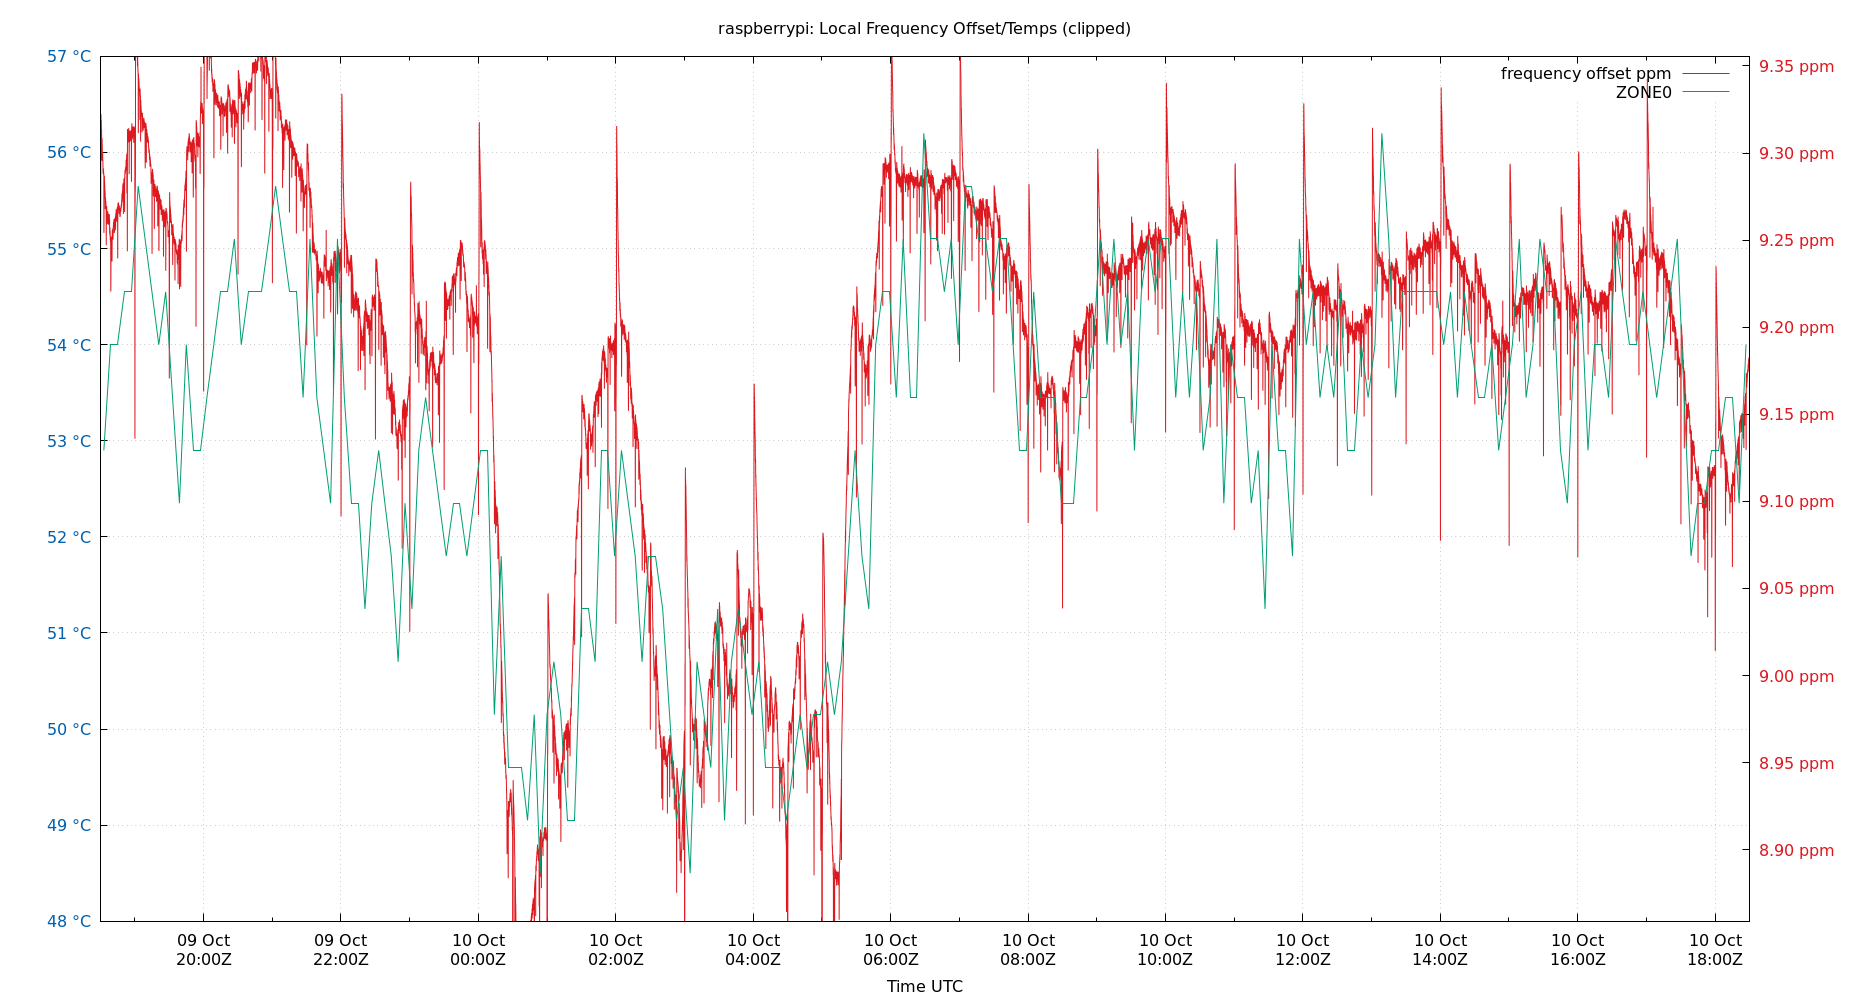 raspberrypi: Local Frequency Offset/Temps (clipped)
57 °C
56 °C
55 °C
54 °C
53 °C
52 °C
51 °C
50 °C
49 °C
48 °C
9.35 ppm
9.30 ppm
9.25 ppm
9.20 ppm
9.15 ppm
9.10 ppm
9.05 ppm
9.00 ppm
8.95 ppm
8.90 ppm
frequency offset ppm
ZONE0
09 Oct
20:00Z
09 Oct
22:00Z
10 Oct
00:00Z
10 Oct
02:00Z
10 Oct
04:00Z
10 Oct
06:00Z
10 Oct
08:00Z
10 Oct
10:00Z
10 Oct
12:00Z
10 Oct
14:00Z
10 Oct
16:00Z
10 Oct
18:00Z
Time UTC